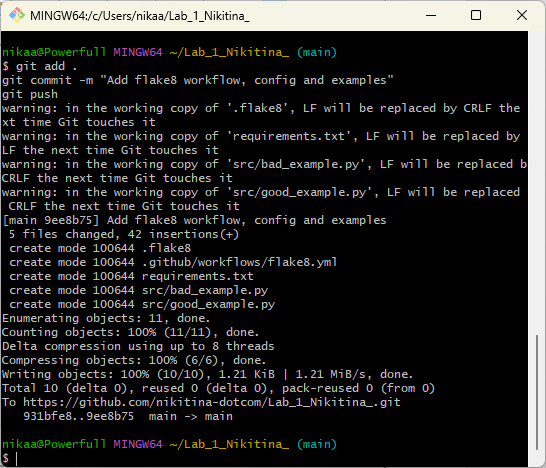 MINGW64:/c/Users/nikaa/Lab_1_Nikitina_
nikaa@Powerfull MINGW64 ~/Lab_1_Nikitina_ (main)
$ git add .
git commit -m "Add flake8 workflow, config and examples"
git push
warning: in the working copy of '.flake8', LF will be replaced by CRLF the
xt time Git touches it
warning: in the working copy of 'requirements.txt', LF will be replaced by
LF the next time Git touches it
warning: in the working copy of 'src/bad_example.py', LF will be replaced b
CRLF the next time Git touches it
warning: in the working copy of 'src/good_example.py', LF will be replaced
CRLF the next time Git touches it
[main 9ee8b75] Add flake8 workflow, config and examples
5 files changed, 42 insertions(+)
create mode 100644 .flake8
create mode 100644 .github/workflows/flake8.yml
create mode 100644 requirements.txt
create mode 100644 src/bad_example.py
create mode 100644 src/good_example.py
Enumerating objects: 11, done.
Counting objects: 100% (11/11), done.
Delta compression using up to 8 threads
Compressing objects: 100% (6/6), done.
Writing objects: 100% (10/10), 1.21 KiB | 1.21 MiB/s, done.
Total 10 (delta 0), reused 0 (delta 0), pack-reused 0 (from 0)
To https://github.com/nikitina-dotcom/Lab_1_Nikitina_.git
931bfe8..9ee8b75  main -> main
nikaa@Powerfull MINGW64 ~/Lab_1_Nikitina_ (main)
$